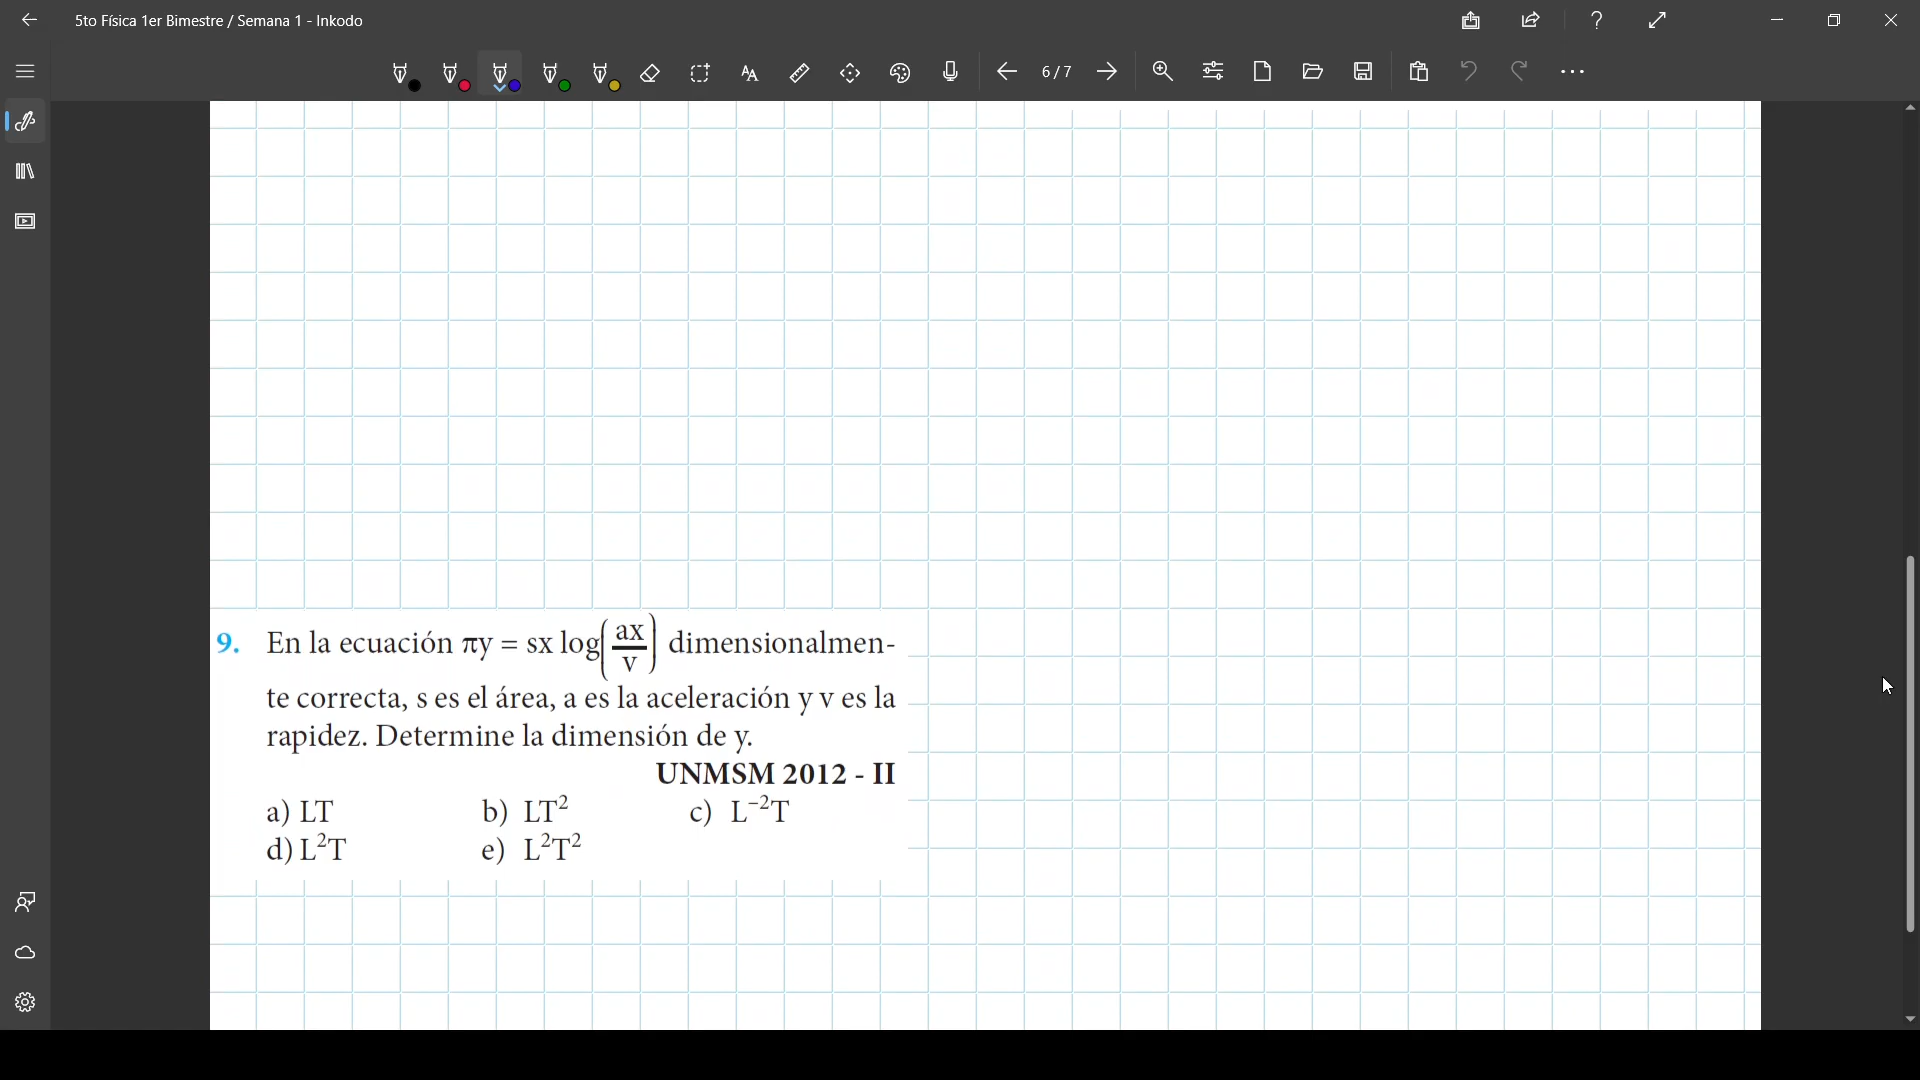 5to Física 1er Bimestre / Semana 1 - Inkodo
6/7
9. En la ecuación πy = sx log(ax/v) dimensionalmen-
te correcta, s es el área, a es la aceleración y v es la
rapidez. Determine la dimensión de y.
UNMSM 2012 - II
a) LT b) LT² c) L⁻²T
d) L²T e) L²T²